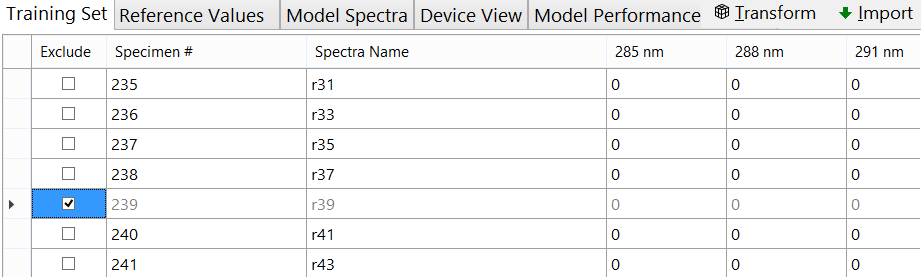 Training Set Reference Values Model Spectra Device View Model Performance Transform Import
Exclude Specimen # Spectra Name 285 nm 288 nm 291 nm
235 r31 0 0 0
236 r33 0 0 0
237 r35 0 0 0
238 r37 0 0 0
239 r39 0 0 0
240 r41 0 0 0
241 r43 0 0 0